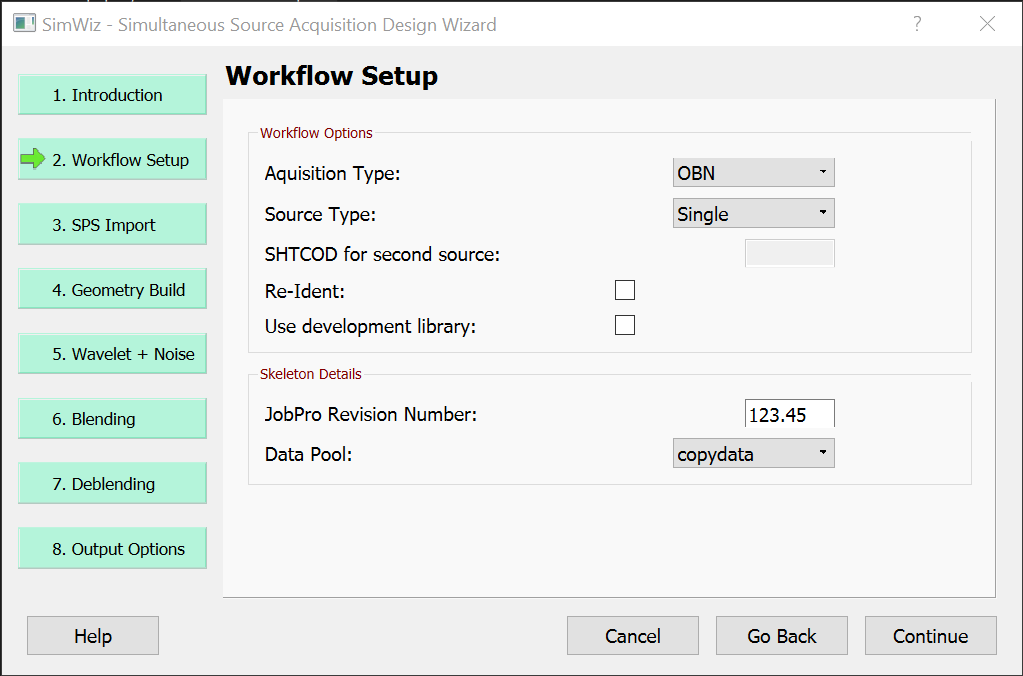 SimWiz - Simultaneous Source Acquisition Design Wizard ?
Workflow Setup
1. Introduction
2. Workflow Setup
3. SPS Import
4. Geometry Build
5. Wavelet + Noise
6. Blending
7. Deblending
8. Output Options
Workflow Options
Aquisition Type: OBN
Source Type: Single
SHTCOD for second source:
Re-Ident:
Use development library:
Skeleton Details
JobPro Revision Number: 123.45
Data Pool: copydata
Help Cancel Go Back Continue